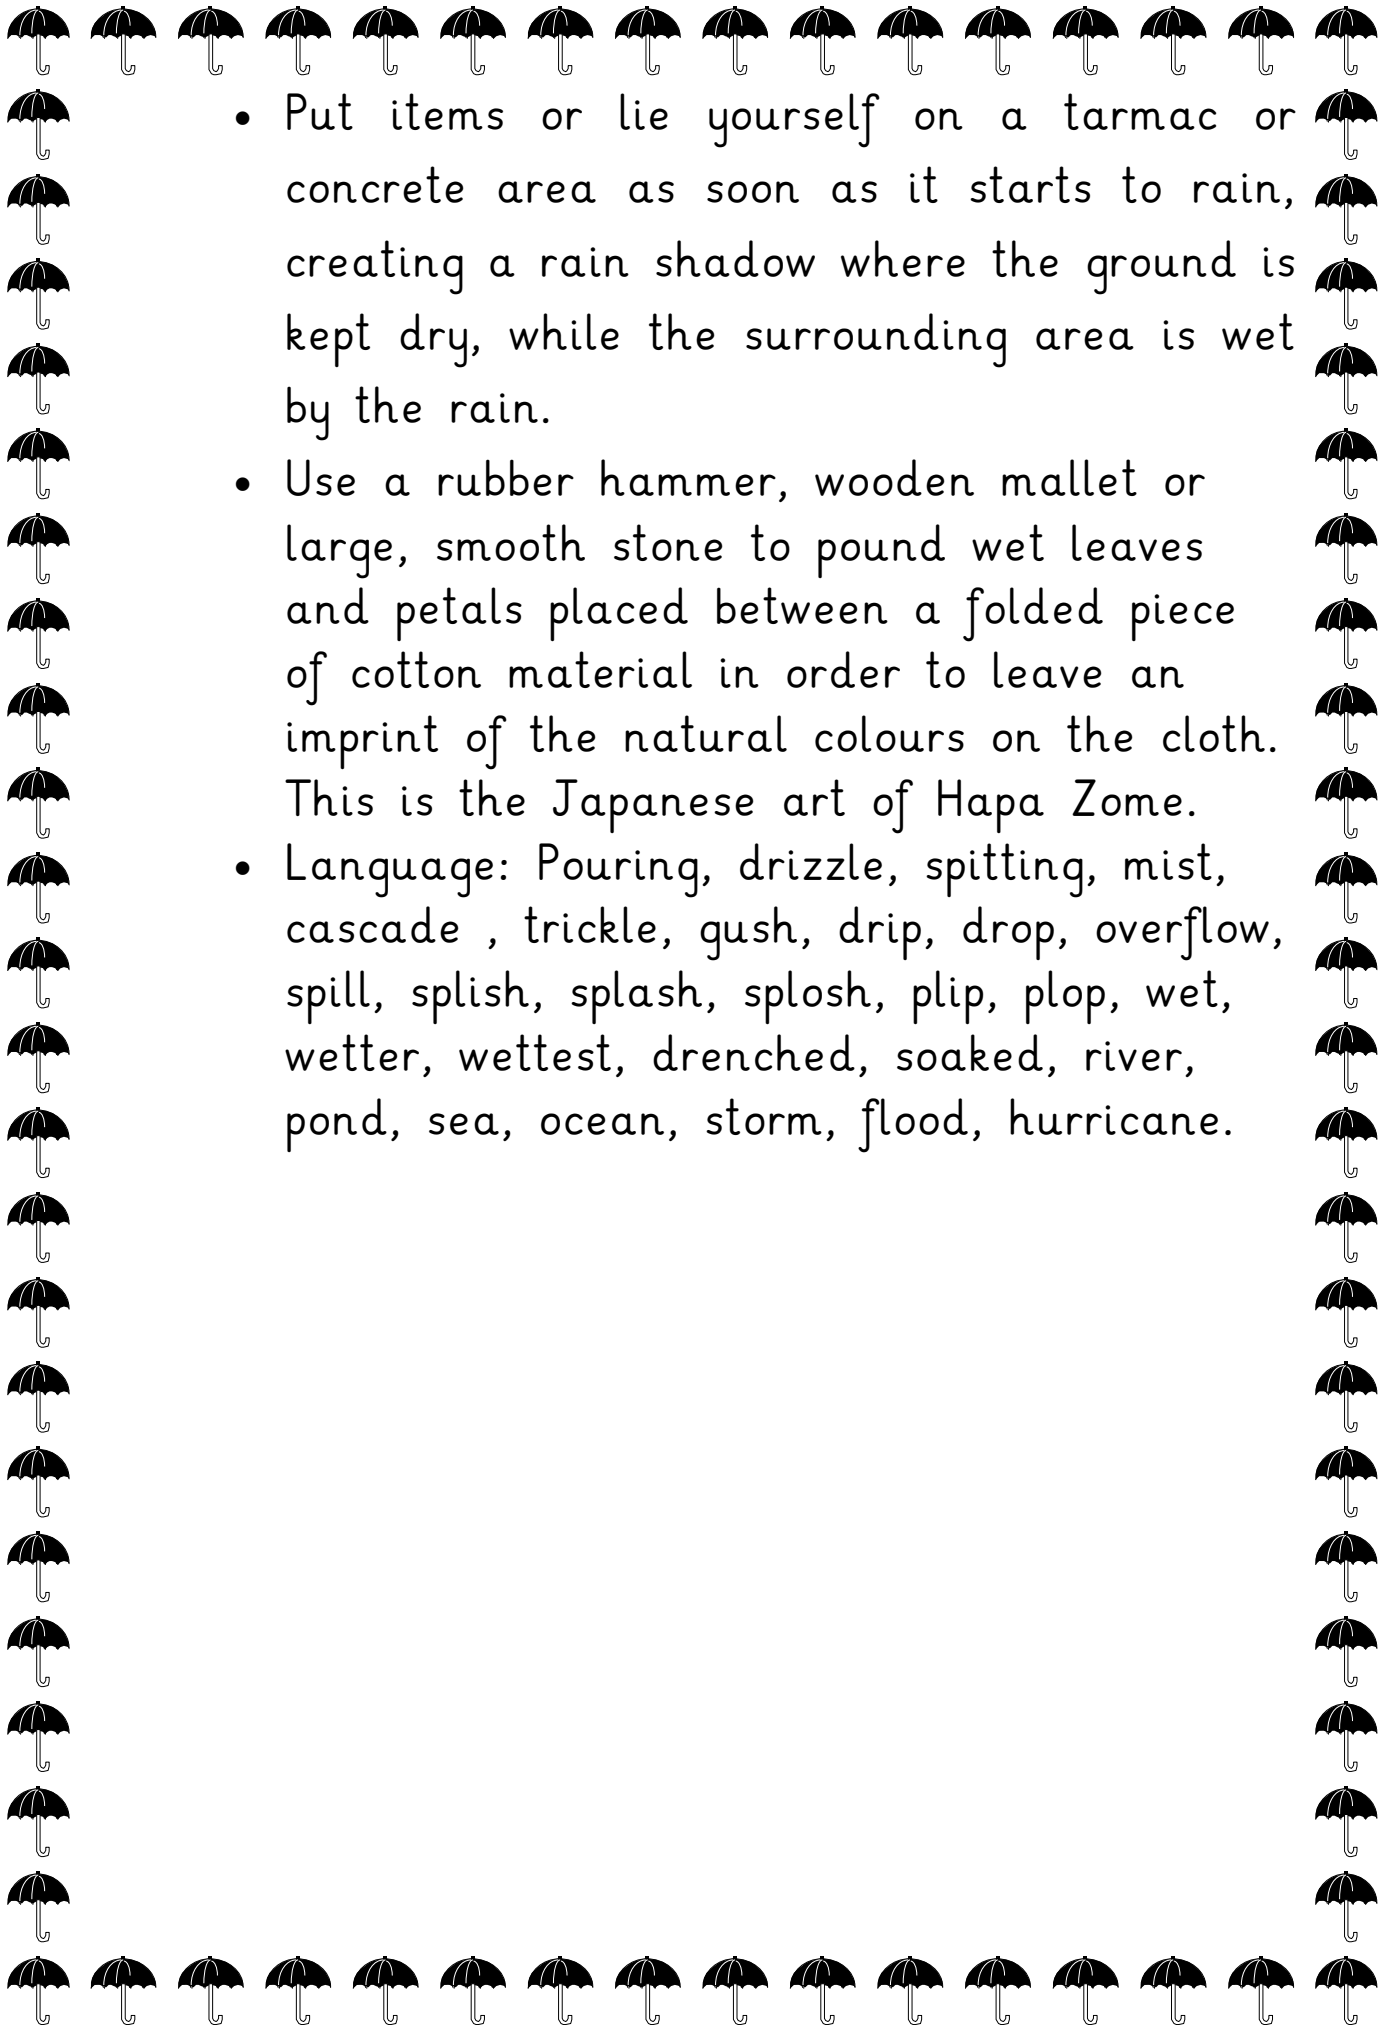 • Put items or lie yourself on a tarmac or
concrete area as soon as it starts to rain,
creating a rain shadow where the ground is
kept dry, while the surrounding area is wet
by the rain.
• Use a rubber hammer, wooden mallet or
large, smooth stone to pound wet leaves
and petals placed between a folded piece
of cotton material in order to leave an
imprint of the natural colours on the cloth.
This is the Japanese art of Hapa Zome.
• Language: Pouring, drizzle, spitting, mist,
cascade , trickle, gush, drip, drop, overflow,
spill, splish, splash, splosh, plip, plop, wet,
wetter, wettest, drenched, soaked, river,
pond, sea, ocean, storm, flood, hurricane.